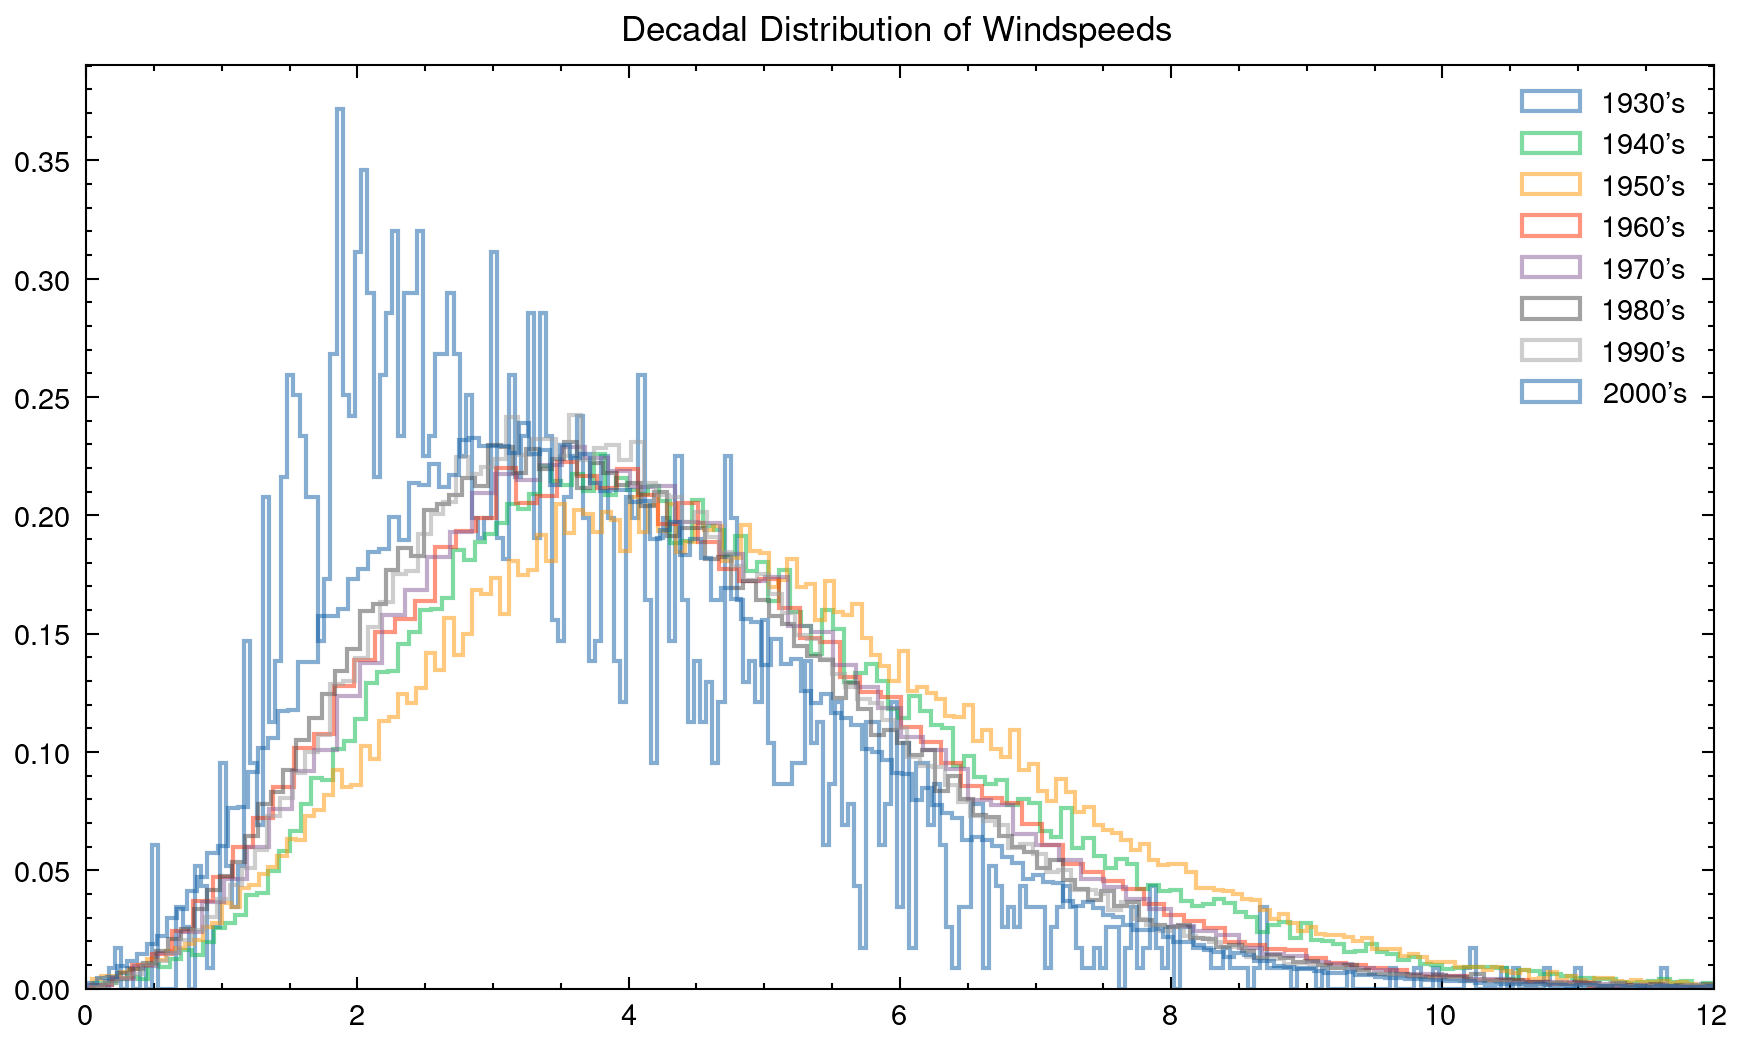 Decadal Distribution of Windspeeds
1930’s
1940’s
1950’s
1960’s
1970’s
1980’s
1990’s
2000’s
0.35
0.30
0.25
0.20
0.15
0.10
0.05
0.00
0 2 4 6 8 10 12